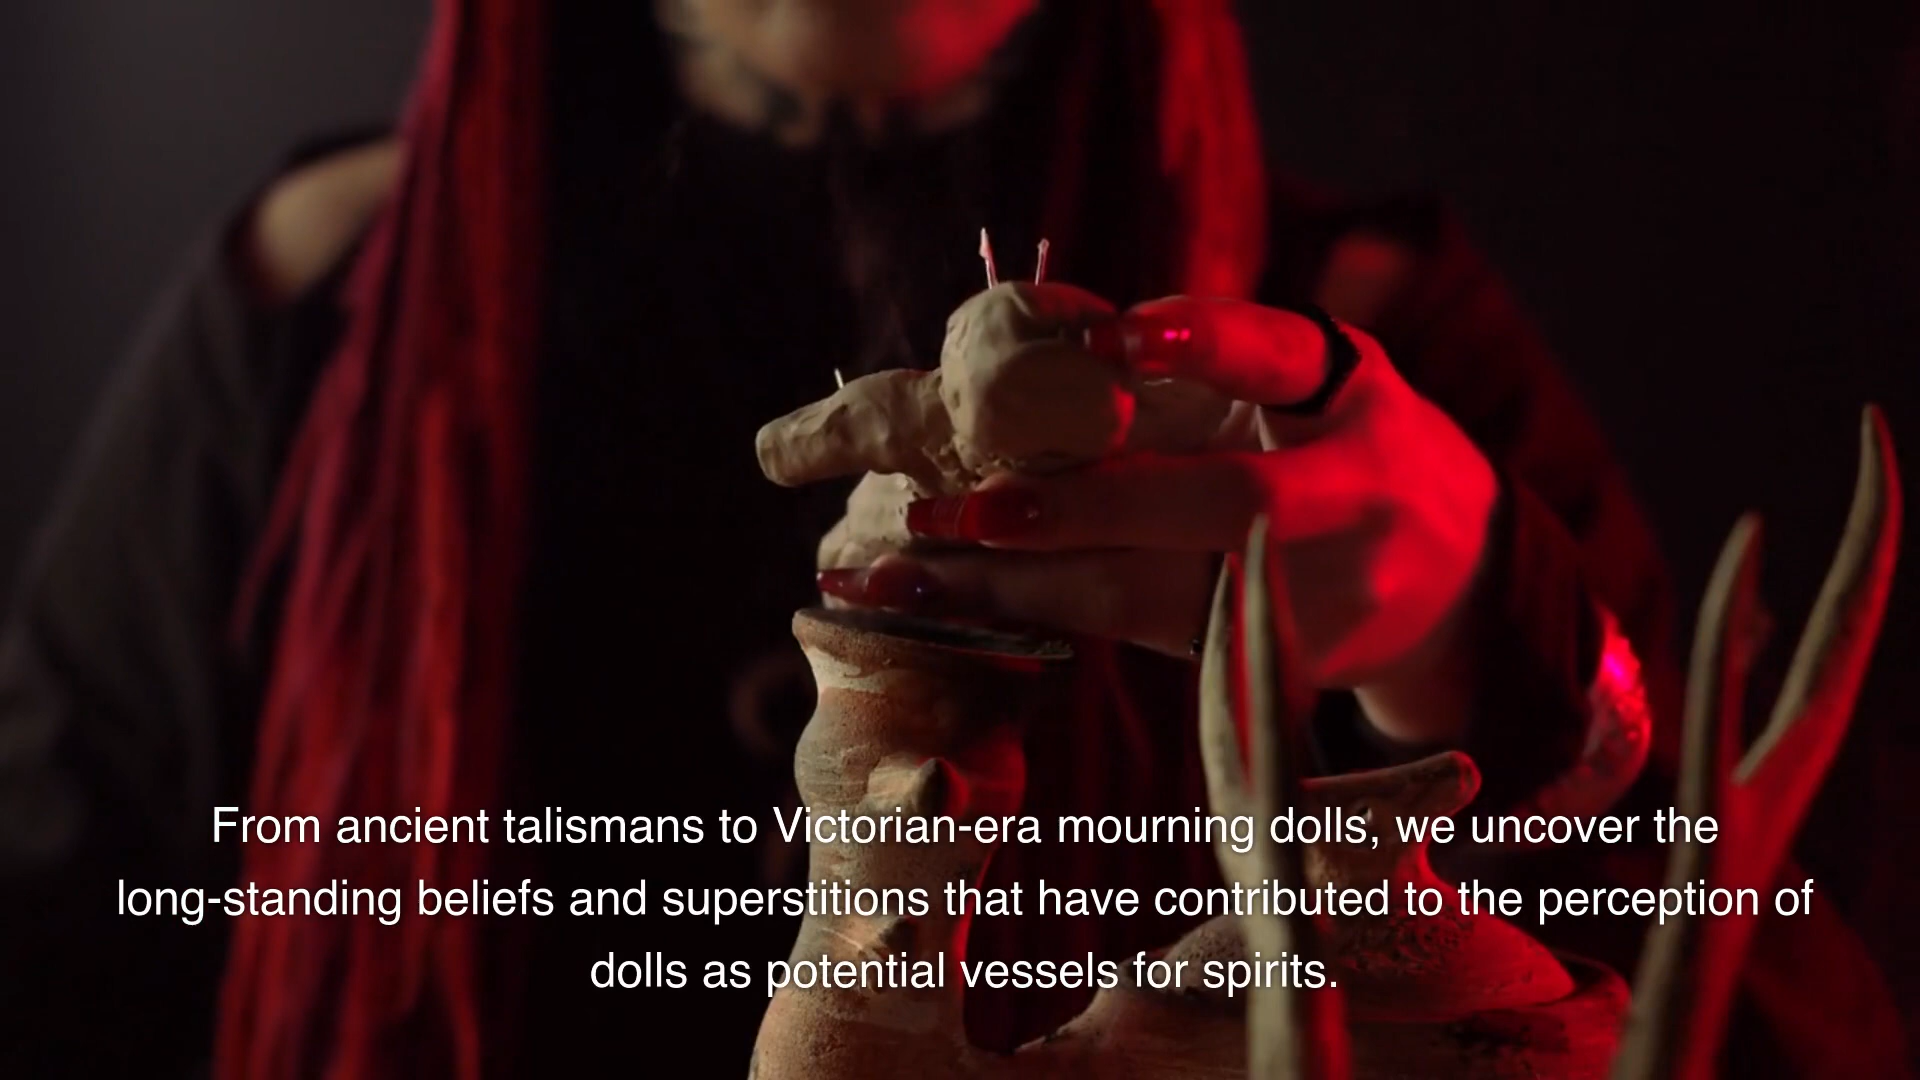 From ancient talismans to Victorian-era mourning dolls, we uncover the
long-standing beliefs and superstitions that have contributed to the perception of
dolls as potential vessels for spirits.